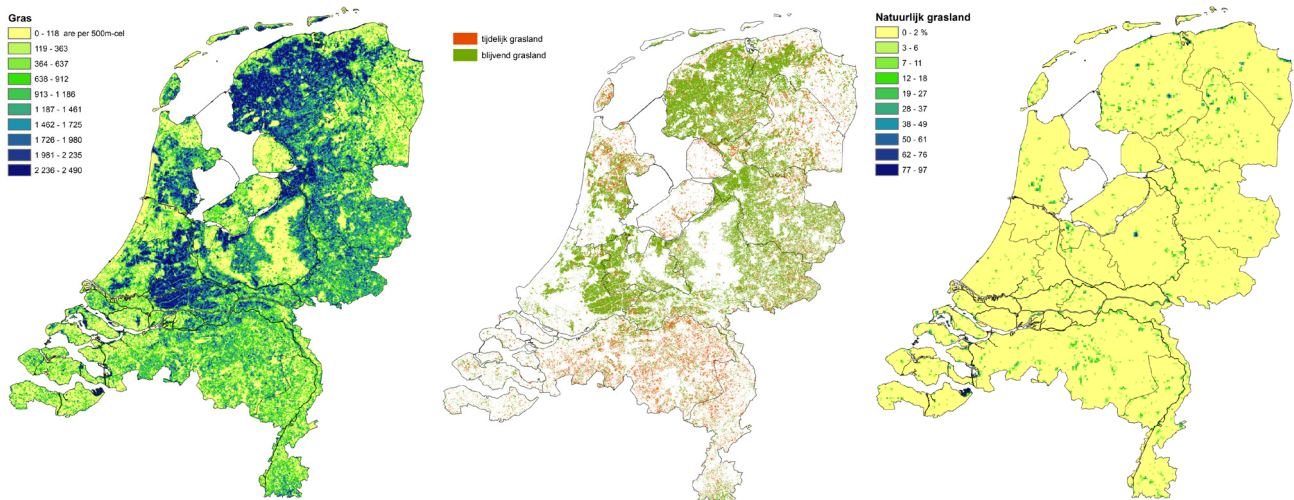 Gras
0 - 118 are per 500m-cel
119 - 363
364 - 637
638 - 912
913 - 1 186
1 187 - 1 461
1 462 - 1 725
1 726 - 1 980
1 981 - 2 235
2 236 - 2 490
tijdelijk grasland
blijvend grasland
Natuurlijk grasland
0 - 2 %
3 - 6
7 - 11
12 - 18
19 - 27
28 - 37
38 - 49
50 - 61
62 - 76
77 - 97